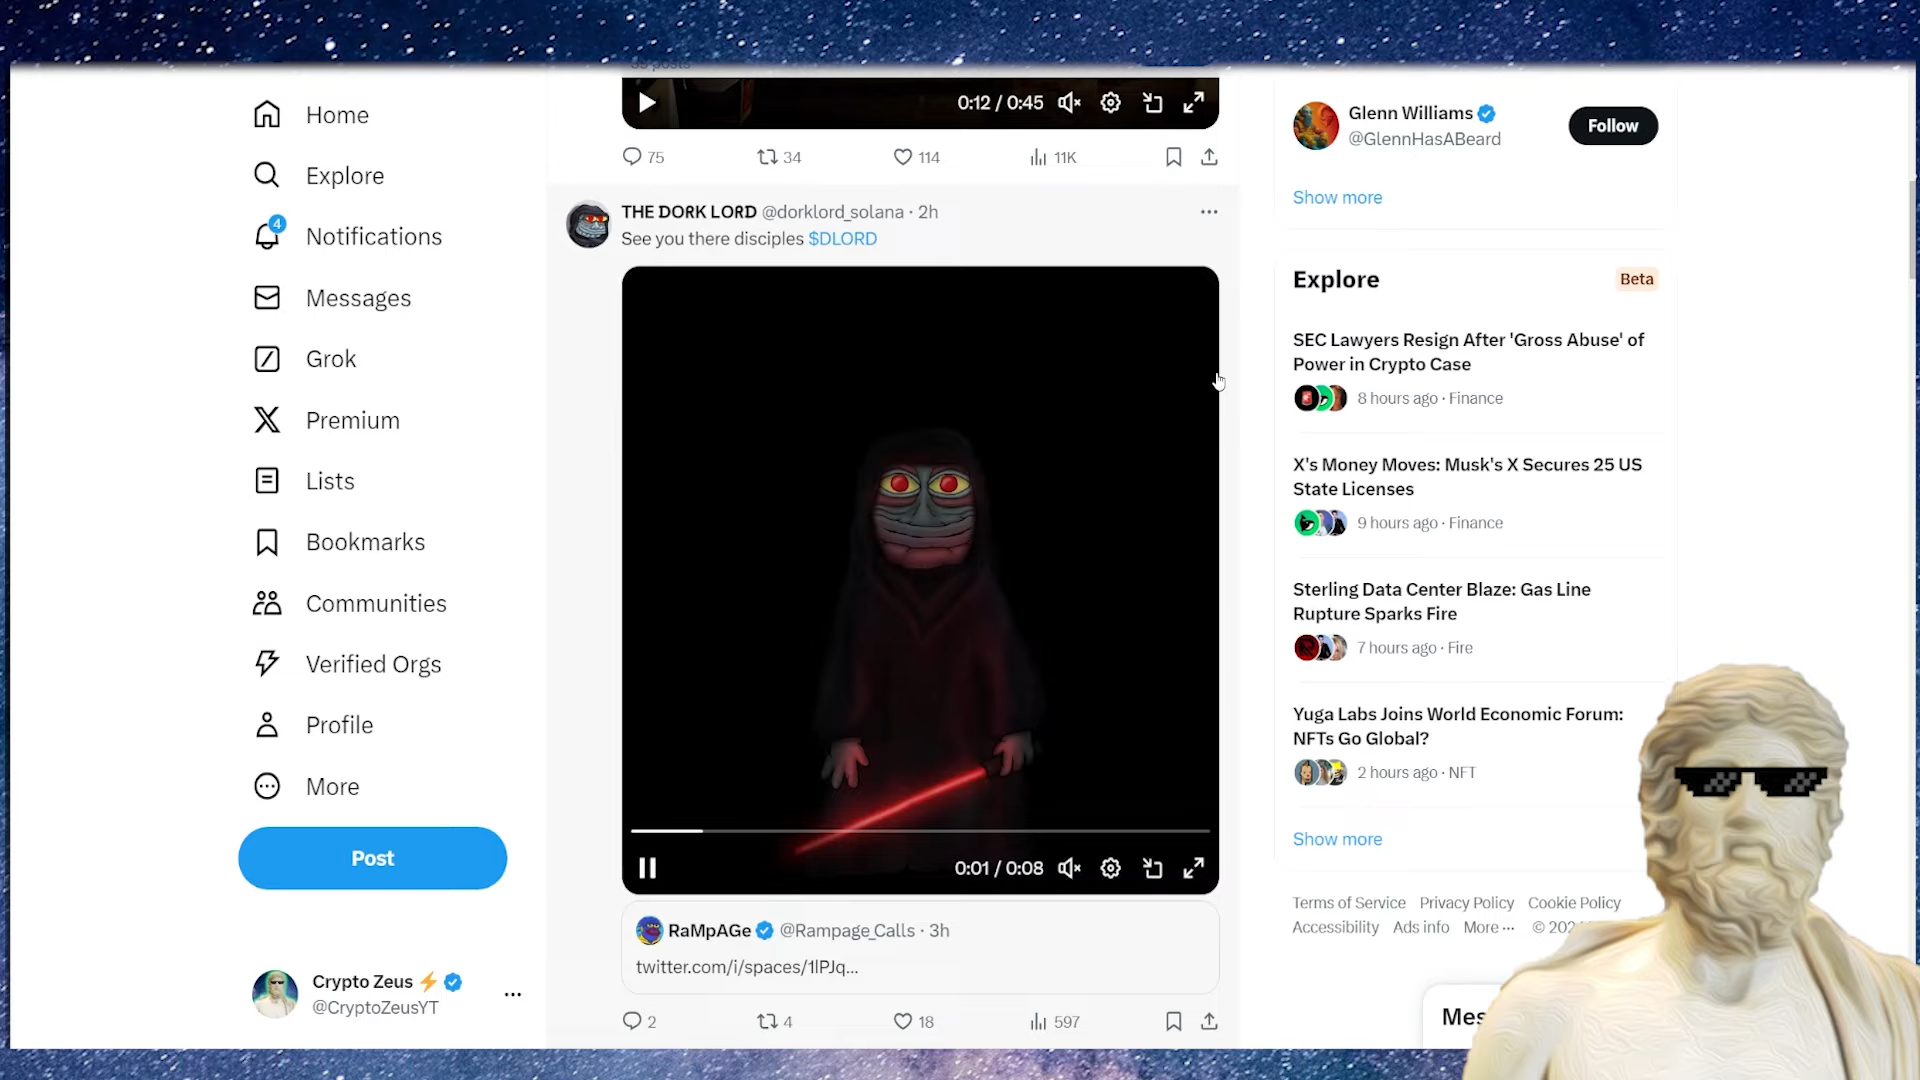 Home
Explore
4
Notifications
Messages
Grok
Premium
Lists
Bookmarks
Communities
Verified Orgs
Profile
More
Post
Crypto Zeus
@CryptoZeusYT
0:12 / 0:45
75 34 114 11K
THE DORK LORD @dorklord_solana · 2h
See you there disciples $DLORD
0:01 / 0:08
RaMpAGe @Rampage_Calls · 3h
twitter.com/i/spaces/1lPJq...
2 4 18 597
Glenn Williams
@GlennHasABeard
Follow
Show more
Explore
Beta
SEC Lawyers Resign After 'Gross Abuse' of
Power in Crypto Case
8 hours ago · Finance
X's Money Moves: Musk's X Secures 25 US
State Licenses
9 hours ago · Finance
Sterling Data Center Blaze: Gas Line
Rupture Sparks Fire
7 hours ago · Fire
Yuga Labs Joins World Economic Forum:
NFTs Go Global?
2 hours ago · NFT
Show more
Terms of Service Privacy Policy Cookie Policy
Accessibility Ads info More ···